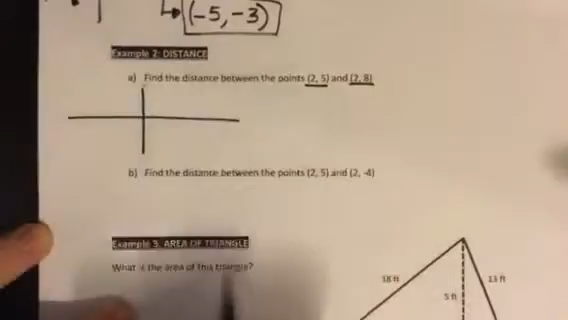 (-5,-3)
Example 2: DISTANCE
a) Find the distance between the points (2, 5) and (2, 8)
b) Find the distance between the points (2, 5) and (2, -4)
Example 3: AREA OF TRIANGLE
What is the area of this triangle?
18 ft
13 ft
5 ft